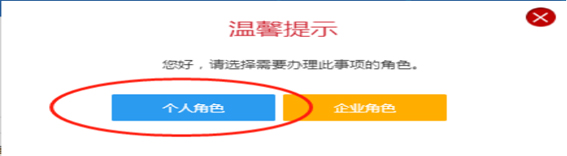 温馨提示
您好，请选择需要办理此事项的角色。
个人角色
企业角色